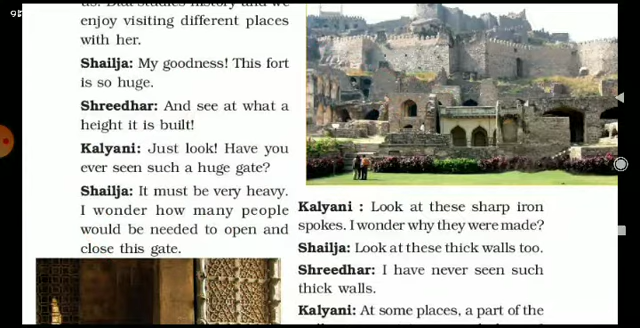 enjoy visiting different places
with her.
Shailja: My goodness! This fort
is so huge.
Shreedhar: And see at what a
height it is built!
Kalyani: Just look! Have you
ever seen such a huge gate?
Shailja: It must be very heavy.
I wonder how many people
would be needed to open and
close this gate.
Kalyani : Look at these sharp iron
spokes. I wonder why they were made?
Shailja: Look at these thick walls too.
Shreedhar: I have never seen such
thick walls.
Kalyani: At some places, a part of the